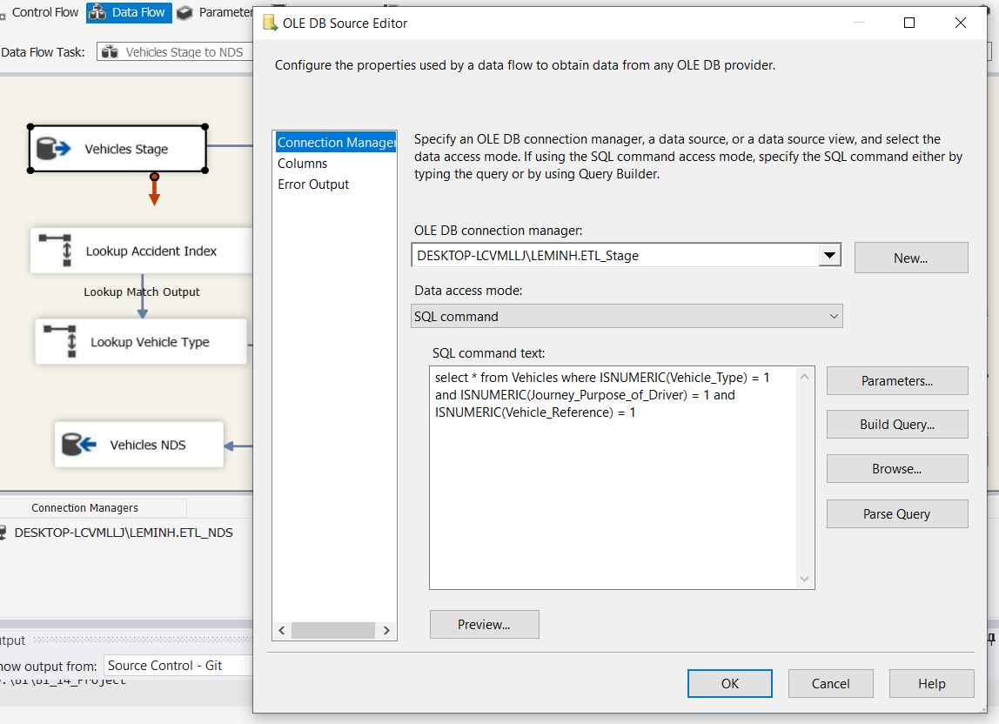 Control Flow
Data Flow
Parameter
Data Flow Task:
Vehicles Stage to NDS
Vehicles Stage
Lookup Accident Index
Lookup Match Output
Lookup Vehicle Type
Vehicles NDS
Connection Managers
DESKTOP-LCVMLLJ\LEMINH.ETL_NDS
Source Control - Git
OLE DB Source Editor
Configure the properties used by a data flow to obtain data from any OLE DB provider.
Connection Manager
Columns
Error Output
Specify an OLE DB connection manager, a data source, or a data source view, and select the
data access mode. If using the SQL command access mode, specify the SQL command either by
typing the query or by using Query Builder.
OLE DB connection manager:
DESKTOP-LCVMLLJ\LEMINH.ETL_Stage
New...
Data access mode:
SQL command
SQL command text:
select * from Vehicles where ISNUMERIC(Vehicle_Type) = 1
and ISNUMERIC(Journey_Purpose_of_Driver) = 1 and
ISNUMERIC(Vehicle_Reference) = 1
Parameters...
Build Query...
Browse...
Parse Query
Preview...
OK
Cancel
Help